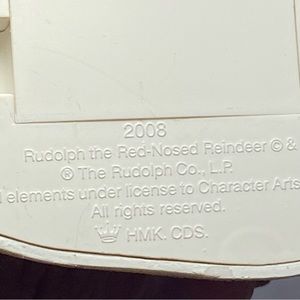 2008
Rudolph the Red-Nosed Reindeer © &
® The Rudolph Co., L.P.
elements under license to Character Arts
All rights reserved.
HMK. CDS.